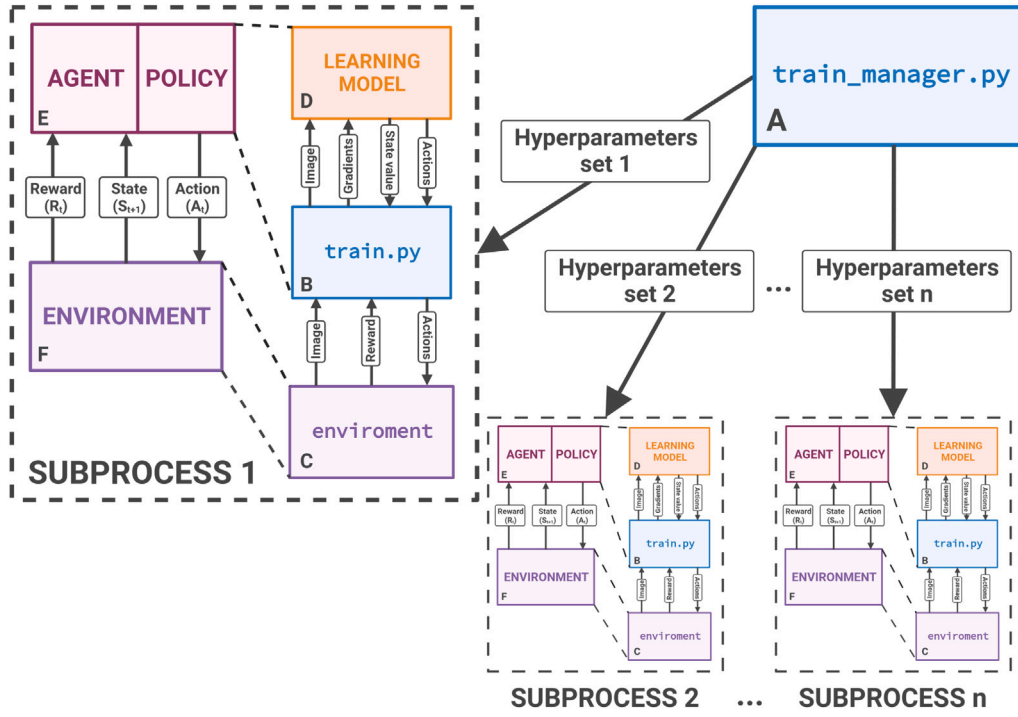 AGENT
POLICY
E
LEARNING
MODEL
D
Reward
(Rₜ)
State
(Sₜ₊₁)
Action
(Aₜ)
Image
Gradients
State value
Actions
train.py
B
ENVIRONMENT
F
Image
Reward
Actions
enviroment
C
SUBPROCESS 1
train_manager.py
A
Hyperparameters
set 1
Hyperparameters
set 2
...
Hyperparameters
set n
AGENT
POLICY
E
LEARNING
MODEL
D
Reward
(Rₜ)
State
(Sₜ₊₁)
Action
(Aₜ)
Image
Gradients
State value
Actions
train.py
B
ENVIRONMENT
F
Image
Reward
Actions
enviroment
C
SUBPROCESS 2
...
AGENT
POLICY
E
LEARNING
MODEL
D
Reward
(Rₜ)
State
(Sₜ₊₁)
Action
(Aₜ)
Image
Gradients
State value
Actions
train.py
B
ENVIRONMENT
F
Image
Reward
Actions
enviroment
C
SUBPROCESS n